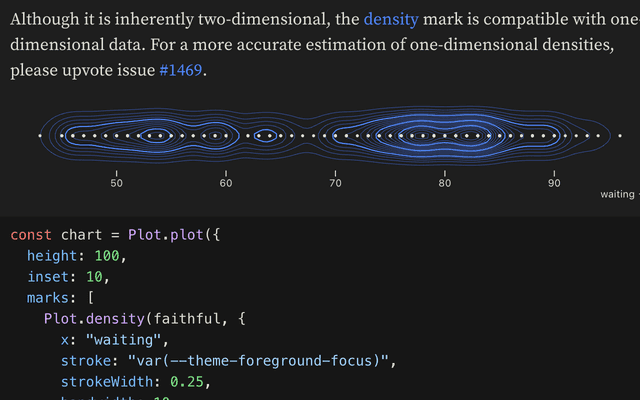 Although it is inherently two-dimensional, the density mark is compatible with one-
dimensional data. For a more accurate estimation of one-dimensional densities,
please upvote issue #1469.
50 60 70 80 90
waiting
const chart = Plot.plot({
height: 100,
inset: 10,
marks: [
Plot.density(faithful, {
x: "waiting",
stroke: "var(--theme-foreground-focus)",
strokeWidth: 0.25,